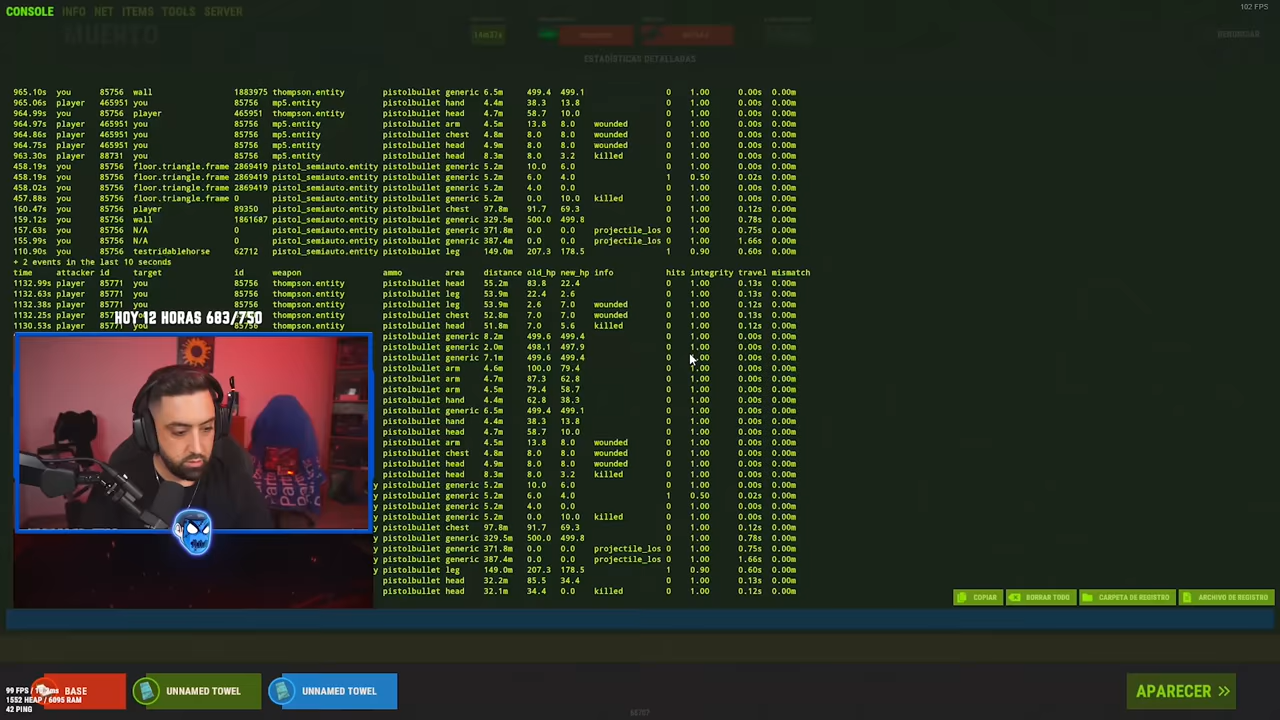 CONSOLE INFO NET ITEMS TOOLS SERVER
102 FPS
MUERTO
14m37s
DENUNCIAR
ESTADÍSTICAS DETALLADAS
965.10s you 85756 wall 1883975 thompson.entity pistolbullet generic 6.5m 499.4 499.1 0 1.00 0.00s 0.00m
965.06s player 465951 you 85756 mp5.entity pistolbullet hand 4.4m 38.3 13.8 0 1.00 0.00s 0.00m
964.99s you 85756 player 465951 thompson.entity pistolbullet head 4.7m 58.7 10.0 0 1.00 0.00s 0.00m
964.97s player 465951 you 85756 mp5.entity pistolbullet arm 4.5m 13.8 8.0 wounded 0 1.00 0.00s 0.00m
964.86s player 465951 you 85756 mp5.entity pistolbullet chest 4.8m 8.0 8.0 wounded 0 1.00 0.00s 0.00m
964.75s player 465951 you 85756 mp5.entity pistolbullet head 4.9m 8.0 8.0 wounded 0 1.00 0.00s 0.00m
963.30s player 88731 you 85756 mp5.entity pistolbullet head 8.3m 8.0 3.2 killed 0 1.00 0.00s 0.00m
458.19s you 85756 floor.triangle.frame 2869419 pistol_semiauto.entity pistolbullet generic 5.2m 10.0 6.0 0 1.00 0.00s 0.00m
458.19s you 85756 floor.triangle.frame 2869419 pistol_semiauto.entity pistolbullet generic 5.2m 6.0 4.0 1 0.50 0.02s 0.00m
458.02s you 85756 floor.triangle.frame 2869419 pistol_semiauto.entity pistolbullet generic 5.2m 4.0 0.0 0 1.00 0.00s 0.00m
457.88s you 85756 floor.triangle.frame 0 pistol_semiauto.entity pistolbullet generic 5.2m 0.0 10.0 killed 0 1.00 0.00s 0.00m
160.47s you 85756 player 89350 pistol_semiauto.entity pistolbullet chest 97.8m 91.7 69.3 0 1.00 0.12s 0.00m
159.12s you 85756 wall 1861687 pistol_semiauto.entity pistolbullet generic 329.5m 500.0 499.8 0 1.00 0.78s 0.00m
157.63s you 85756 N/A 0 pistol_semiauto.entity pistolbullet generic 371.8m 0.0 0.0 projectile_los 0 1.00 0.75s 0.00m
155.99s you 85756 N/A 0 pistol_semiauto.entity pistolbullet generic 387.4m 0.0 0.0 projectile_los 0 1.00 1.66s 0.00m
110.90s you 85756 testridablehorse 62712 pistol_semiauto.entity pistolbullet leg 149.0m 207.3 178.5 1 0.90 0.60s 0.00m
+ 2 events in the last 10 seconds
time attacker id target id weapon ammo area distance old_hp new_hp info hits integrity travel mismatch
1132.99s player 85771 you 85756 thompson.entity pistolbullet head 55.2m 83.8 22.4 0 1.00 0.13s 0.00m
1132.63s player 85771 you 85756 thompson.entity pistolbullet leg 53.9m 22.4 2.6 0 1.00 0.13s 0.00m
1132.38s player 85771 you 85756 thompson.entity pistolbullet leg 53.9m 2.6 7.0 wounded 0 1.00 0.13s 0.00m
1132.25s player 85771 you 85756 thompson.entity pistolbullet chest 52.8m 7.0 7.0 wounded 0 1.00 0.13s 0.00m
1130.53s player 85771 you 85756 thompson.entity pistolbullet head 51.8m 7.0 5.6 killed 0 1.00 0.12s 0.00m
HOY 12 HORAS 683/750
pistolbullet generic 8.2m 499.6 499.4 0 1.00 0.00s 0.00m
pistolbullet generic 2.0m 498.1 497.9 0 1.00 0.00s 0.00m
pistolbullet generic 7.1m 499.6 499.4 0 1.00 0.00s 0.00m
pistolbullet arm 4.6m 100.0 79.4 0 1.00 0.00s 0.00m
pistolbullet arm 4.7m 87.3 62.8 0 1.00 0.00s 0.00m
pistolbullet arm 4.5m 79.4 58.7 0 1.00 0.00s 0.00m
pistolbullet hand 4.4m 62.8 38.3 0 1.00 0.00s 0.00m
pistolbullet generic 6.5m 499.4 499.1 0 1.00 0.00s 0.00m
pistolbullet hand 4.4m 38.3 13.8 0 1.00 0.00s 0.00m
pistolbullet head 4.7m 58.7 10.0 0 1.00 0.00s 0.00m
pistolbullet arm 4.5m 13.8 8.0 wounded 0 1.00 0.00s 0.00m
pistolbullet chest 4.8m 8.0 8.0 wounded 0 1.00 0.00s 0.00m
pistolbullet head 4.9m 8.0 8.0 wounded 0 1.00 0.00s 0.00m
pistolbullet head 8.3m 8.0 3.2 killed 0 1.00 0.00s 0.00m
y pistolbullet generic 5.2m 10.0 6.0 0 1.00 0.00s 0.00m
y pistolbullet generic 5.2m 6.0 4.0 1 0.50 0.02s 0.00m
y pistolbullet generic 5.2m 4.0 0.0 0 1.00 0.00s 0.00m
y pistolbullet generic 5.2m 0.0 10.0 killed 0 1.00 0.00s 0.00m
y pistolbullet chest 97.8m 91.7 69.3 0 1.00 0.12s 0.00m
y pistolbullet generic 329.5m 500.0 499.8 0 1.00 0.78s 0.00m
y pistolbullet generic 371.8m 0.0 0.0 projectile_los 0 1.00 0.75s 0.00m
y pistolbullet generic 387.4m 0.0 0.0 projectile_los 0 1.00 1.66s 0.00m
y pistolbullet leg 149.0m 207.3 178.5 1 0.90 0.60s 0.00m
pistolbullet head 32.2m 85.5 34.4 0 1.00 0.13s 0.00m
pistolbullet head 32.1m 34.4 0.0 killed 0 1.00 0.12s 0.00m
COPIAR BORRAR TODO CARPETA DE REGISTRO ARCHIVO DE REGISTRO
BASE UNNAMED TOWEL UNNAMED TOWEL APARECER >>
1552 HEAP / 6095 RAM
42 PING